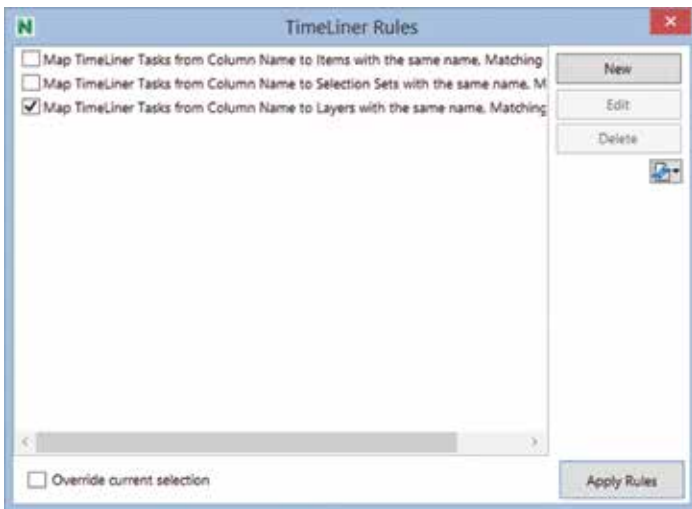 N
TimeLiner Rules
Map TimeLiner Tasks from Column Name to Items with the same name, Matching
Map TimeLiner Tasks from Column Name to Selection Sets with the same name, M
Map TimeLiner Tasks from Column Name to Layers with the same name, Matching
New
Edit
Delete
Override current selection
Apply Rules